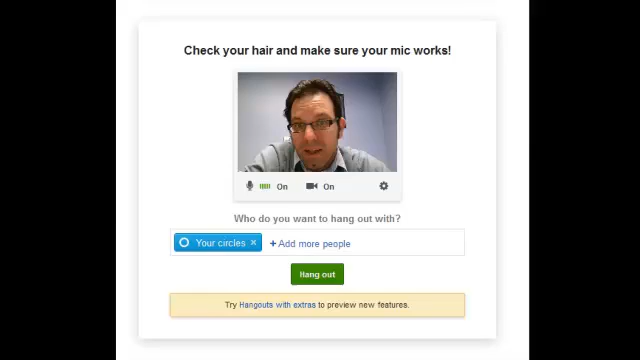 Check your hair and make sure your mic works!
On On
Who do you want to hang out with?
Your circles × + Add more people
Hang out
Try Hangouts with extras to preview new features.